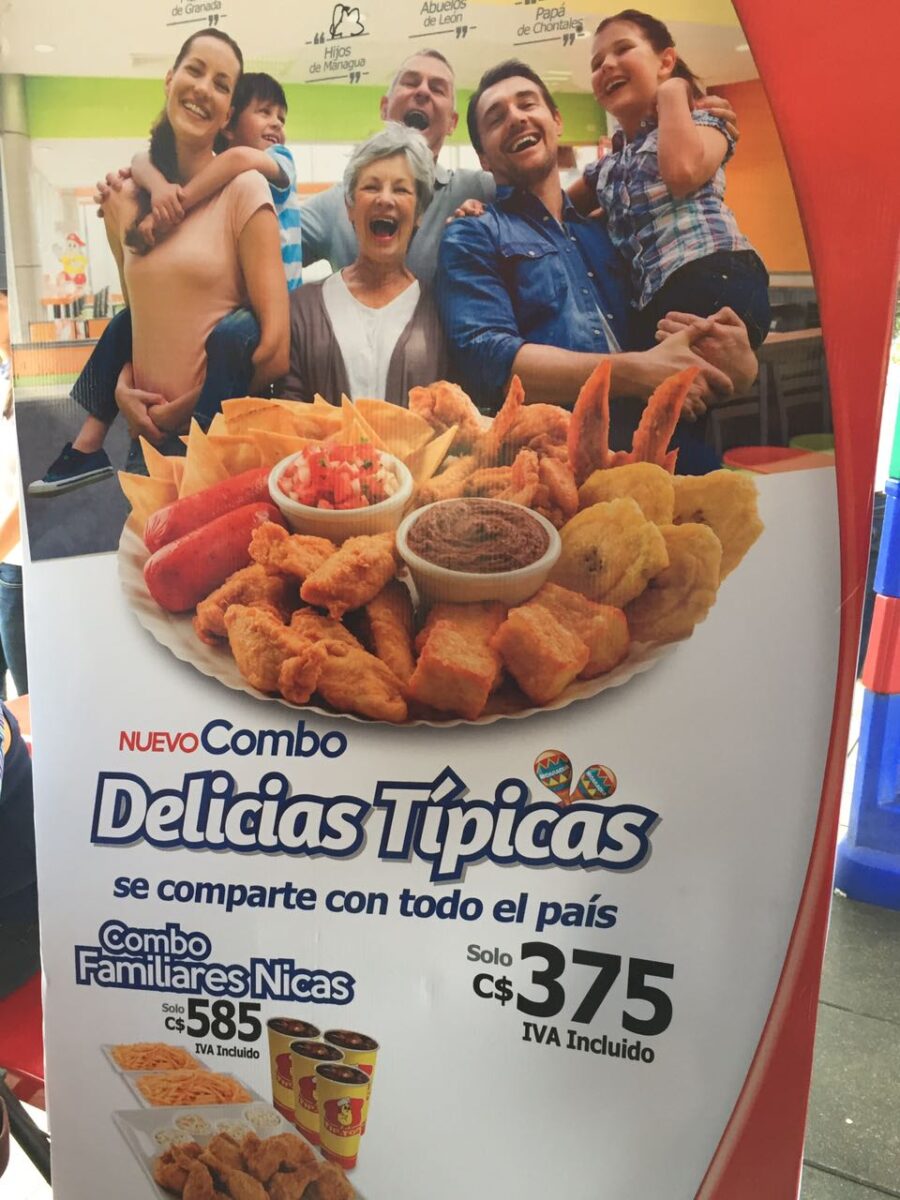 de Granada
Hijos
de Managua
Abuelos
de León
Papá
de Chontales
NUEVO Combo
Delicias Típicas
se comparte con todo el país
Combo
Familiares Nicas
Solo
C$585
IVA Incluido
Solo
C$375
IVA Incluido